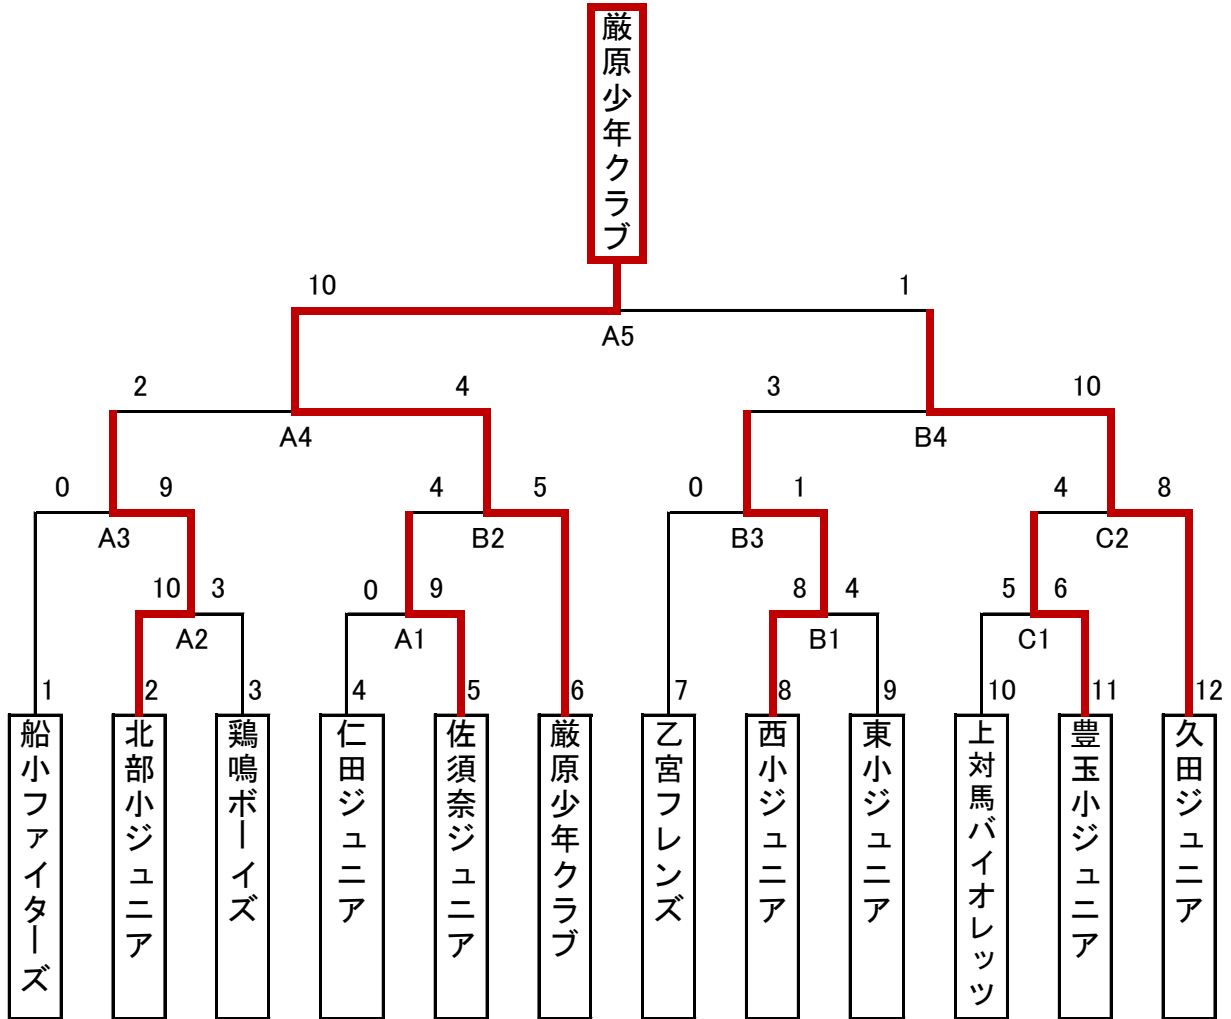 厳原少年クラブ
10
1
A5
2
4
3
10
A4
B4
0
9
4
5
0
1
4
8
A3
B2
B3
C2
10
3
0
9
8
4
5
6
A2
A1
B1
C1
1
2
3
4
5
6
7
8
9
10
11
12
船小ファイターズ
北部小ジュニア
鶏鳴ボーイズ
仁田ジュニア
佐須奈ジュニア
厳原少年クラブ
乙宮フレンズ
西小ジュニア
東小ジュニア
上対馬バイオレッツ
豊玉小ジュニア
久田ジュニア